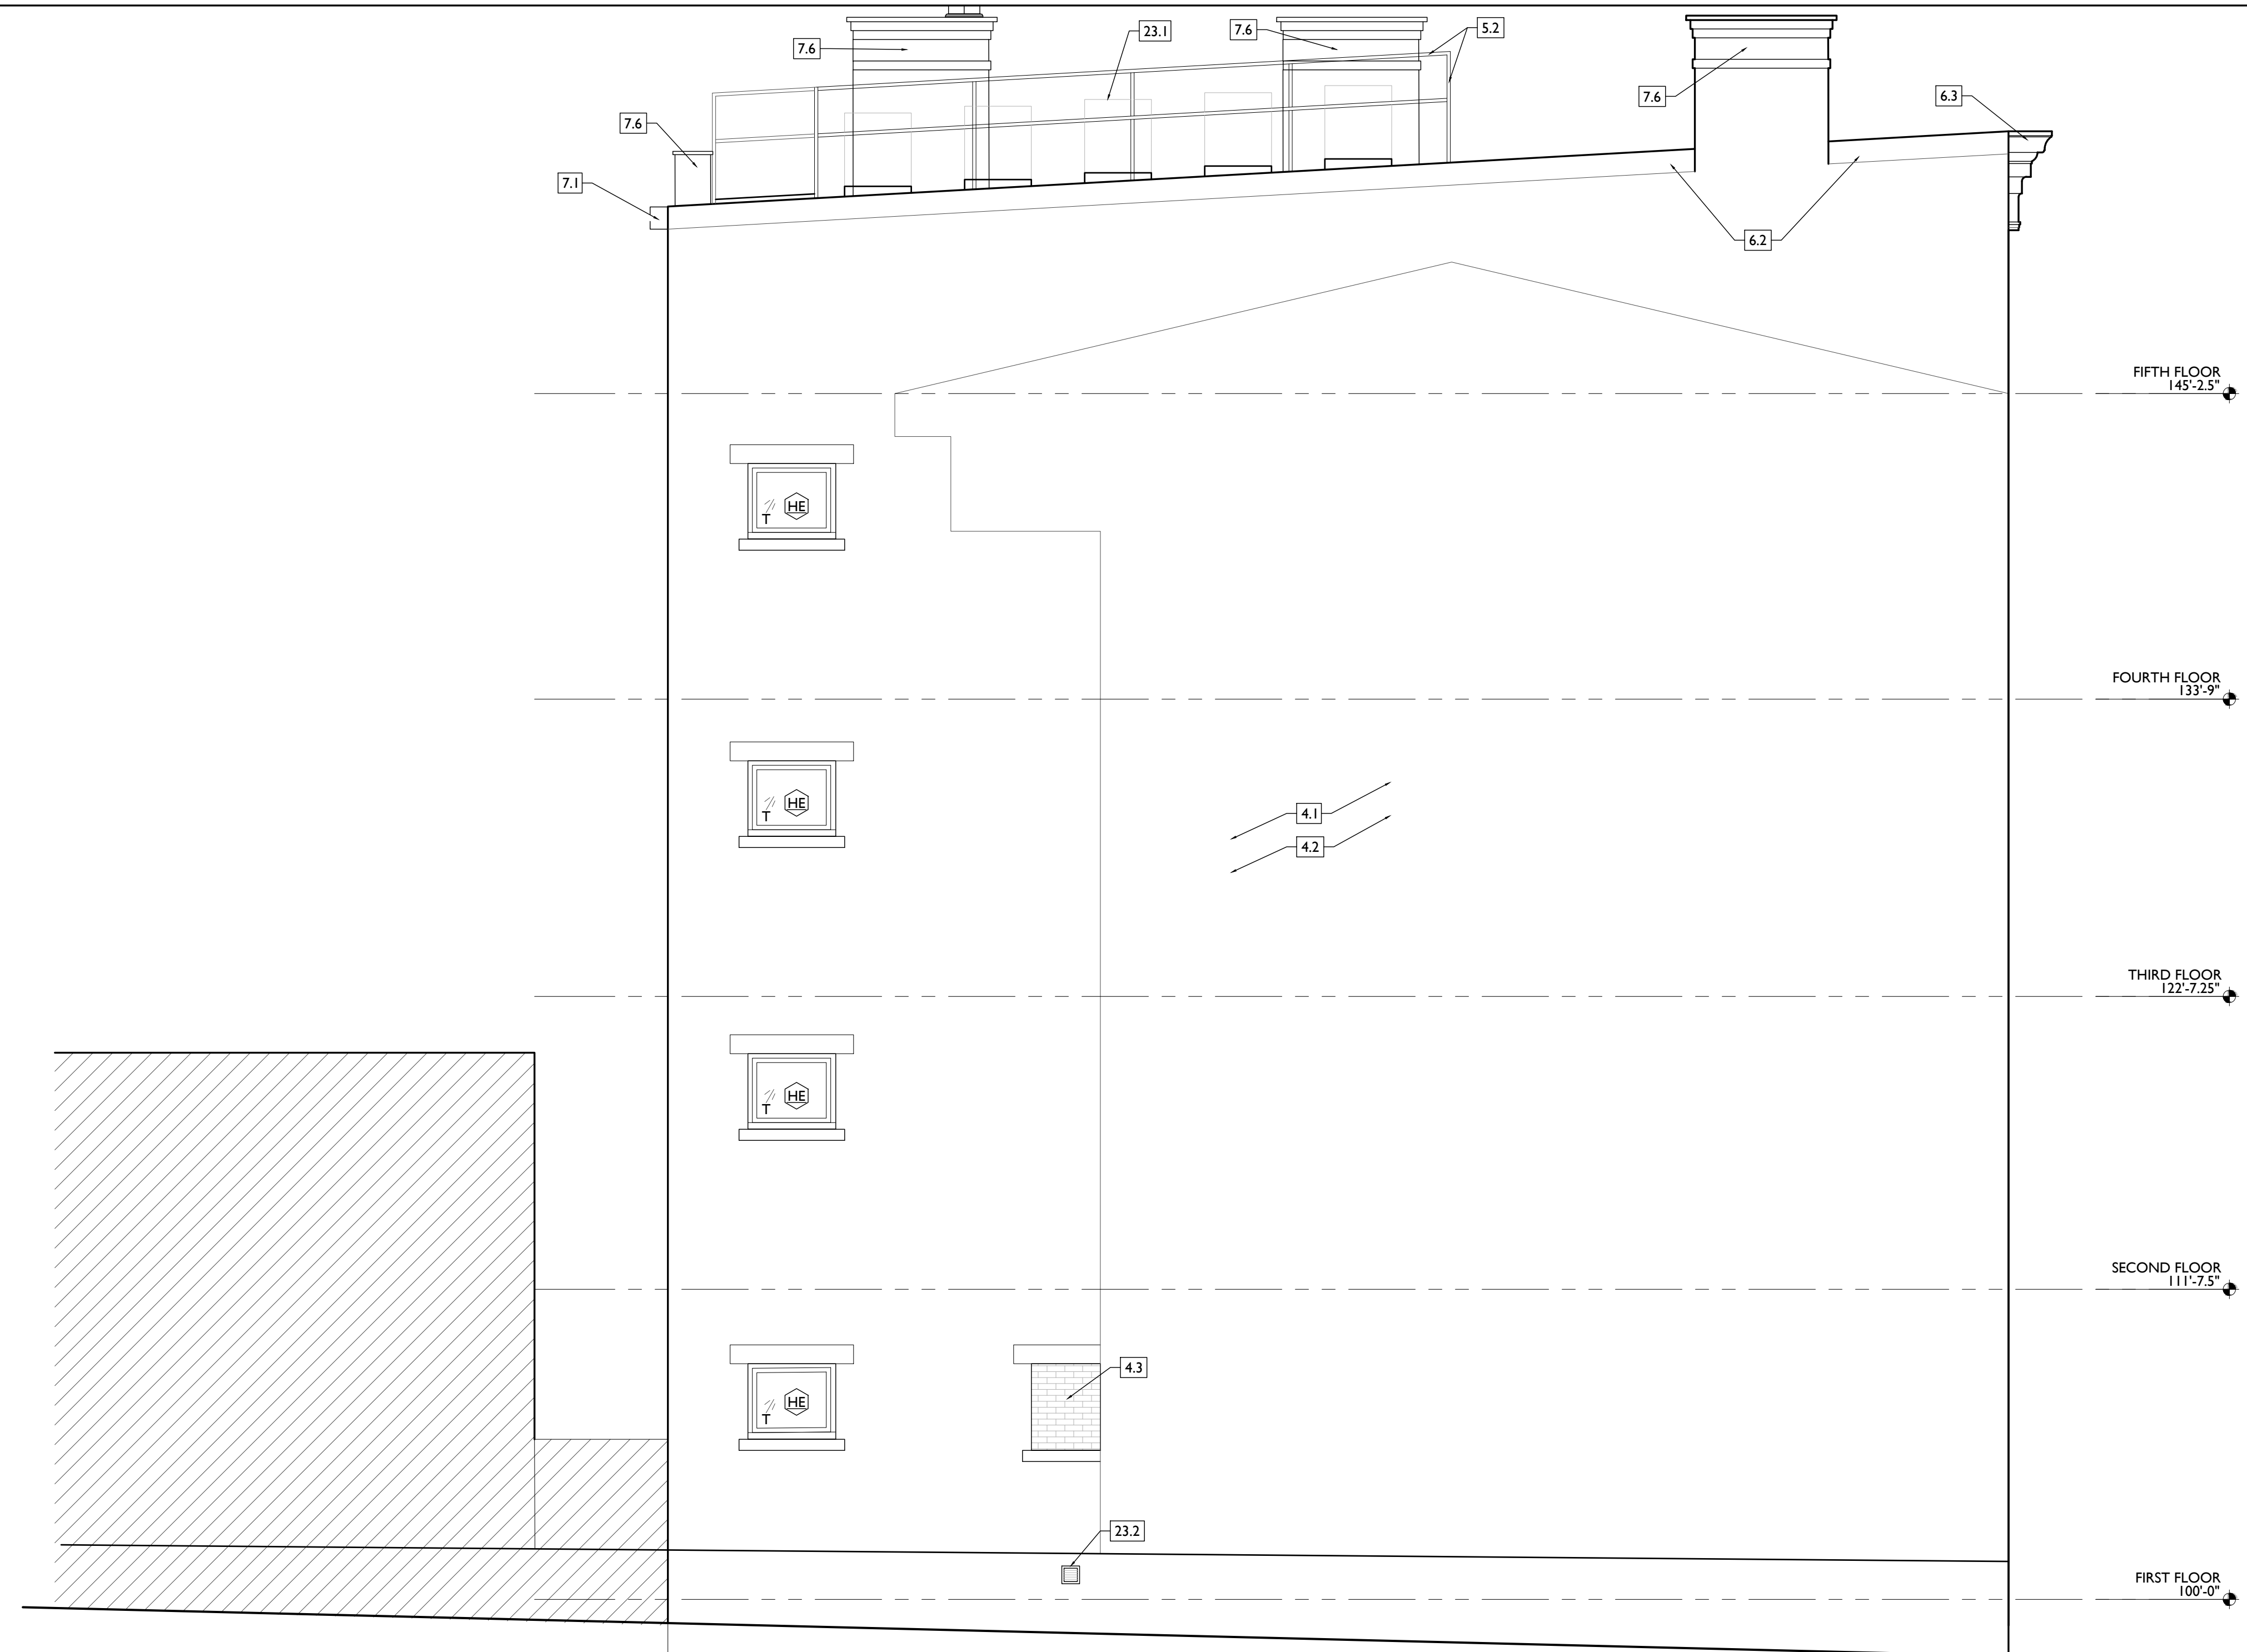 23.1
7.6
5.2
7.6
7.6
6.3
7.6
7.1
6.2
FIFTH FLOOR
145'-2.5"
HE
T
FOURTH FLOOR
133'-9"
HE
T
4.1
4.2
THIRD FLOOR
122'-7.25"
HE
T
SECOND FLOOR
111'-7.5"
4.3
HE
T
23.2
FIRST FLOOR
100'-0"